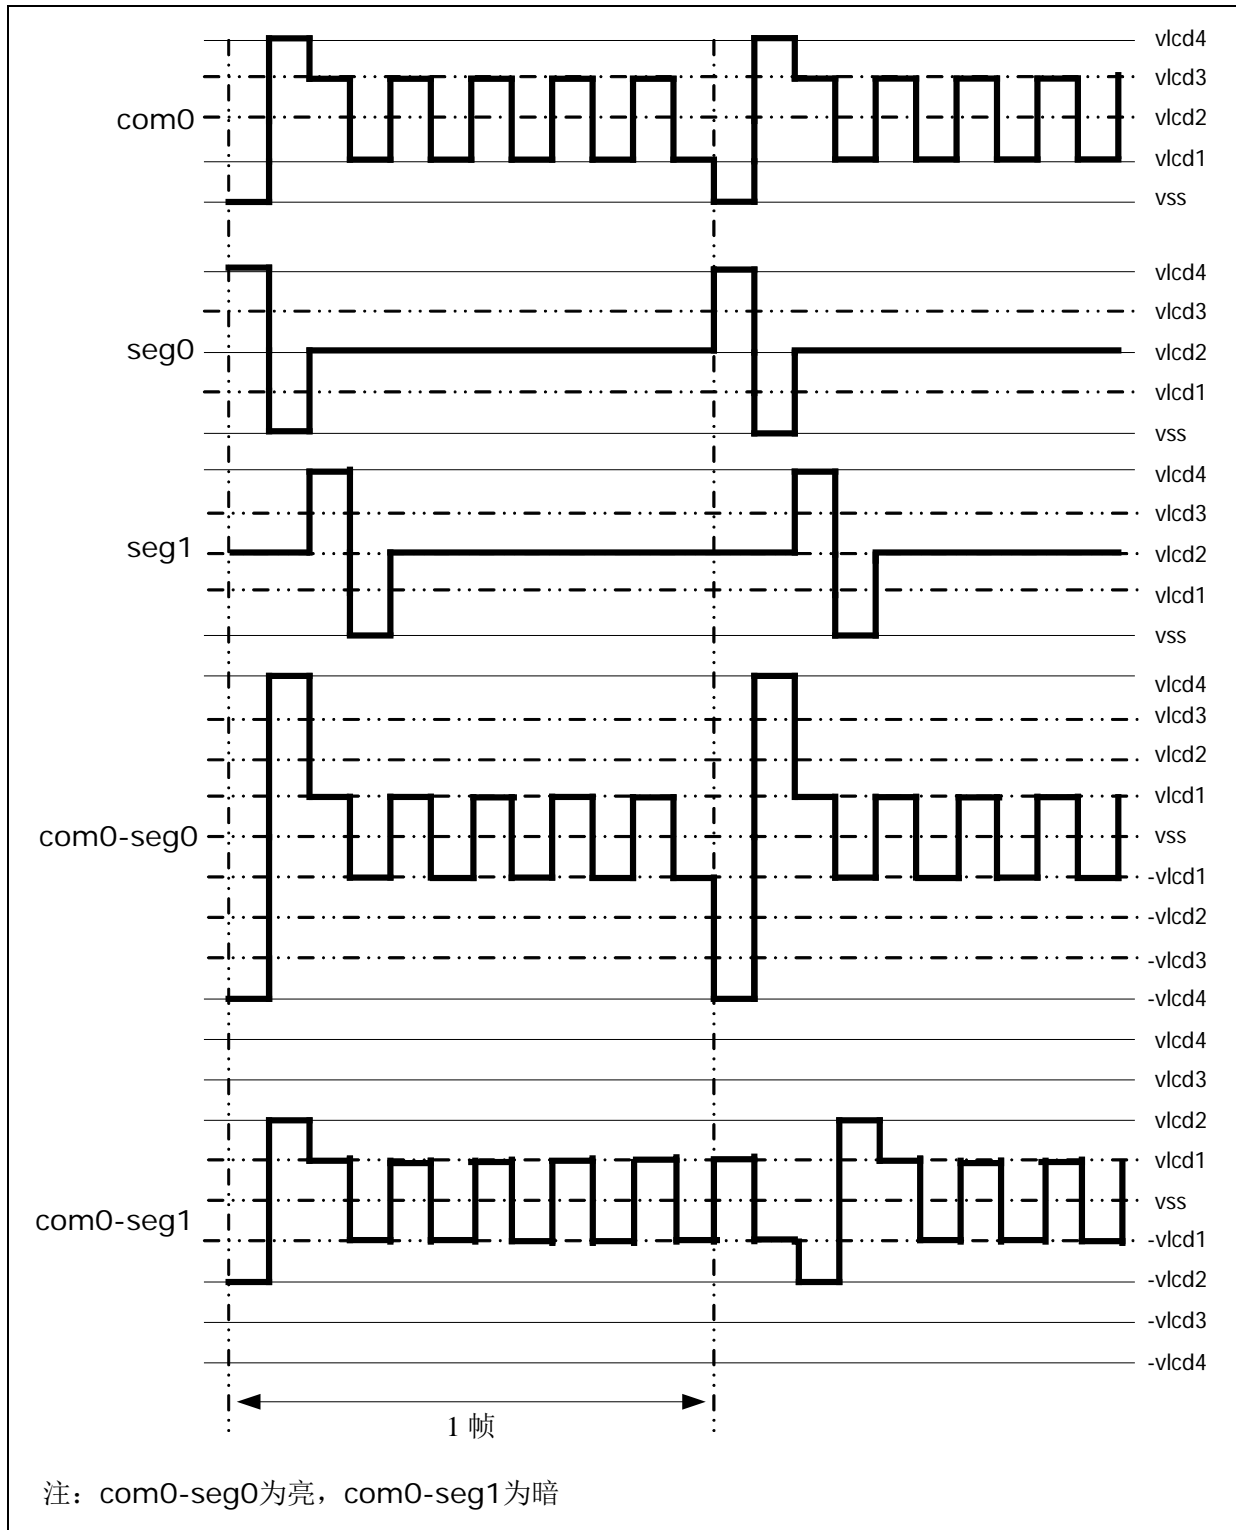 vlcd4
vlcd3
com0
vlcd2
vlcd1
vss
vlcd4
vlcd3
seg0
vlcd2
vlcd1
vss
vlcd4
vlcd3
seg1
vlcd2
vlcd1
vss
vlcd4
vlcd3
vlcd2
vlcd1
com0-seg0
vss
-vlcd1
-vlcd2
-vlcd3
-vlcd4
vlcd4
vlcd3
vlcd2
vlcd1
vss
com0-seg1
-vlcd1
-vlcd2
-vlcd3
-vlcd4
1 帧
注：com0-seg0为亮，com0-seg1为暗